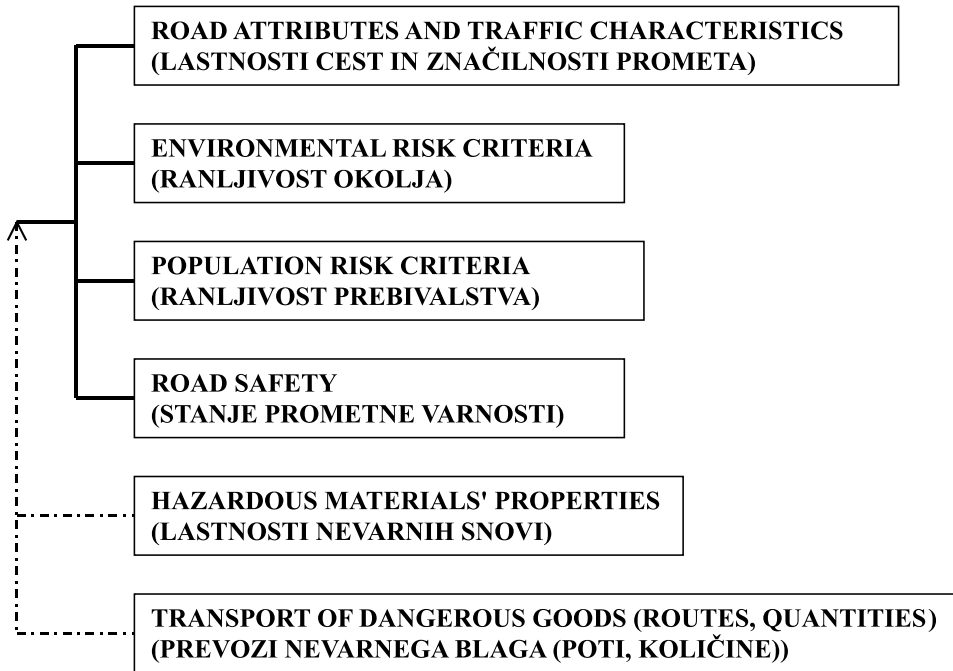 ROAD ATTRIBUTES AND TRAFFIC CHARACTERISTICS
(LASTNOSTI CEST IN ZNAČILNOSTI PROMETA)
ENVIRONMENTAL RISK CRITERIA
(RANLJIVOST OKOLJA)
POPULATION RISK CRITERIA
(RANLJIVOST PREBIVALSTVA)
ROAD SAFETY
(STANJE PROMETNE VARNOSTI)
HAZARDOUS MATERIALS' PROPERTIES
(LASTNOSTI NEVARNIH SNOVI)
TRANSPORT OF DANGEROUS GOODS (ROUTES, QUANTITIES)
(PREVOZI NEVARNEGA BLAGA (POTI, KOLIČINE))